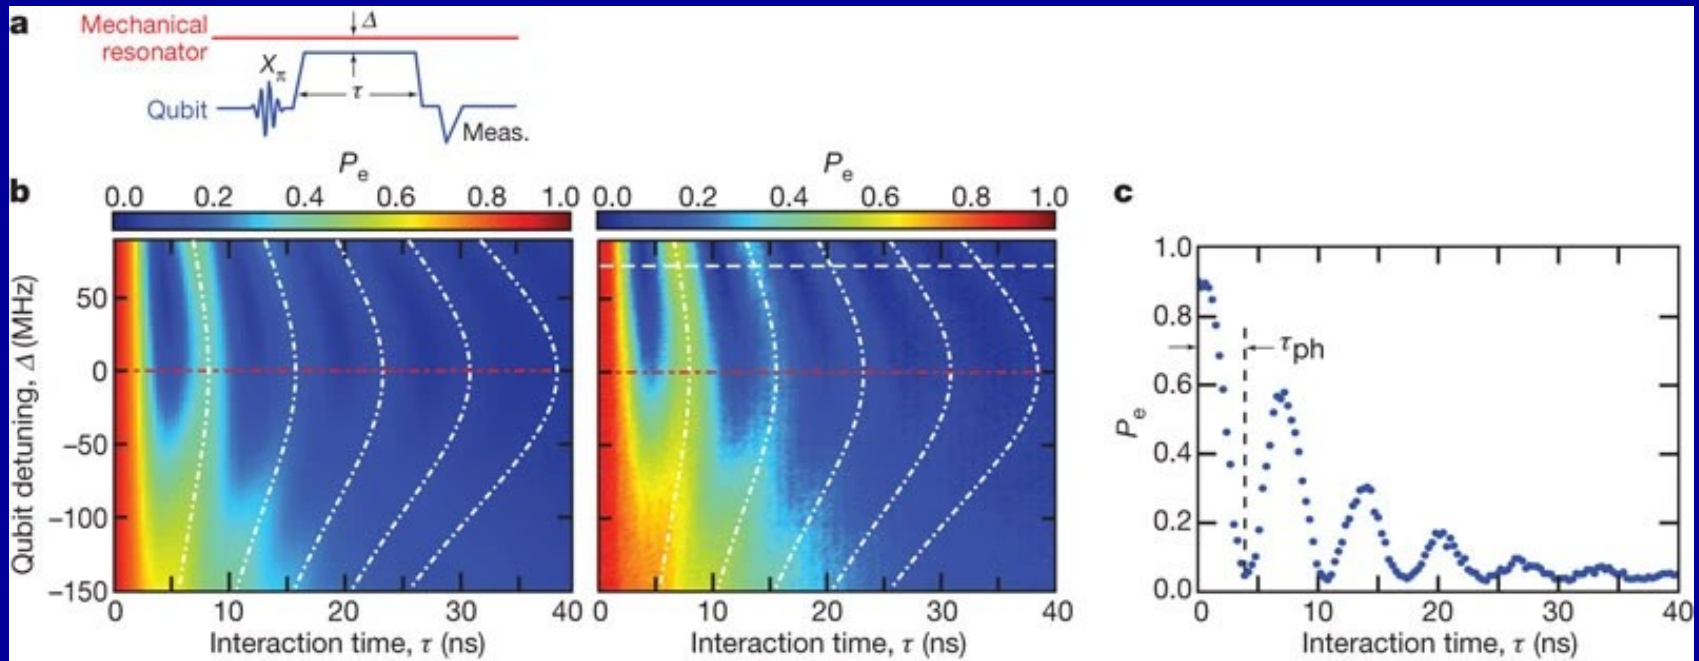 a
Mechanical
resonator
Δ
Xπ
τ
Qubit
Meas.
b
Pe
0.0 0.2 0.4 0.6 0.8 1.0
Pe
0.0 0.2 0.4 0.6 0.8 1.0
Qubit detuning, Δ (MHz)
50
0
−50
−100
−150
0 10 20 30 40
Interaction time, τ (ns)
0 10 20 30 40
Interaction time, τ (ns)
c
Pe
1.0
0.8
0.6
0.4
0.2
0.0
τph
0 10 20 30 40
Interaction time, τ (ns)